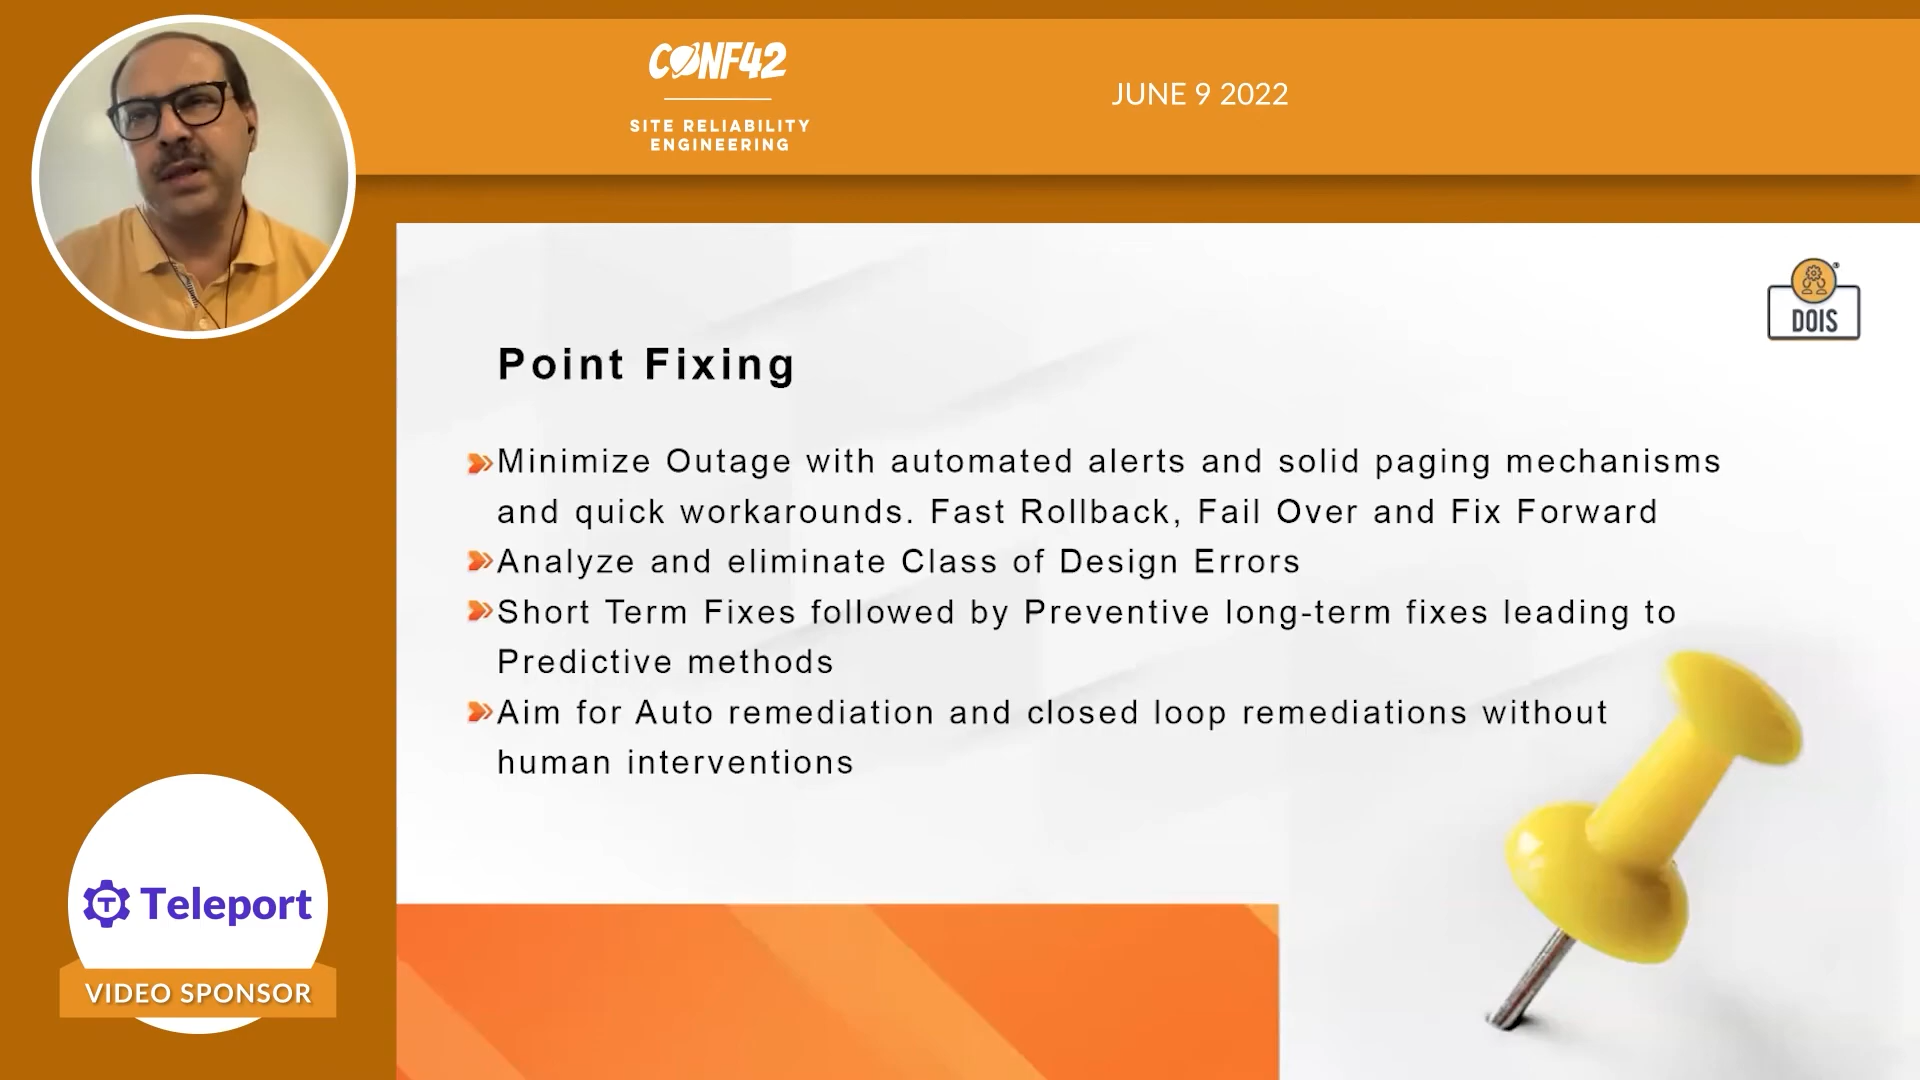 CONF42
SITE RELIABILITY
ENGINEERING
JUNE 9 2022
DOIS
Point Fixing
Minimize Outage with automated alerts and solid paging mechanisms
and quick workarounds. Fast Rollback, Fail Over and Fix Forward
Analyze and eliminate Class of Design Errors
Short Term Fixes followed by Preventive long-term fixes leading to
Predictive methods
Aim for Auto remediation and closed loop remediations without
human interventions
Teleport
VIDEO SPONSOR